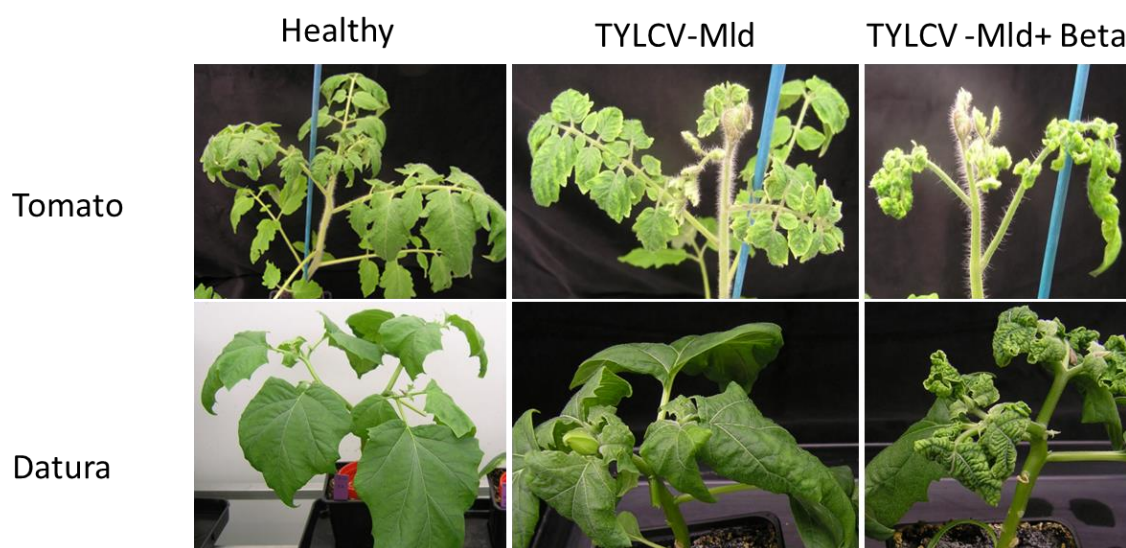 Healthy
TYLCV-Mld
TYLCV -Mld+ Beta
Tomato
Datura